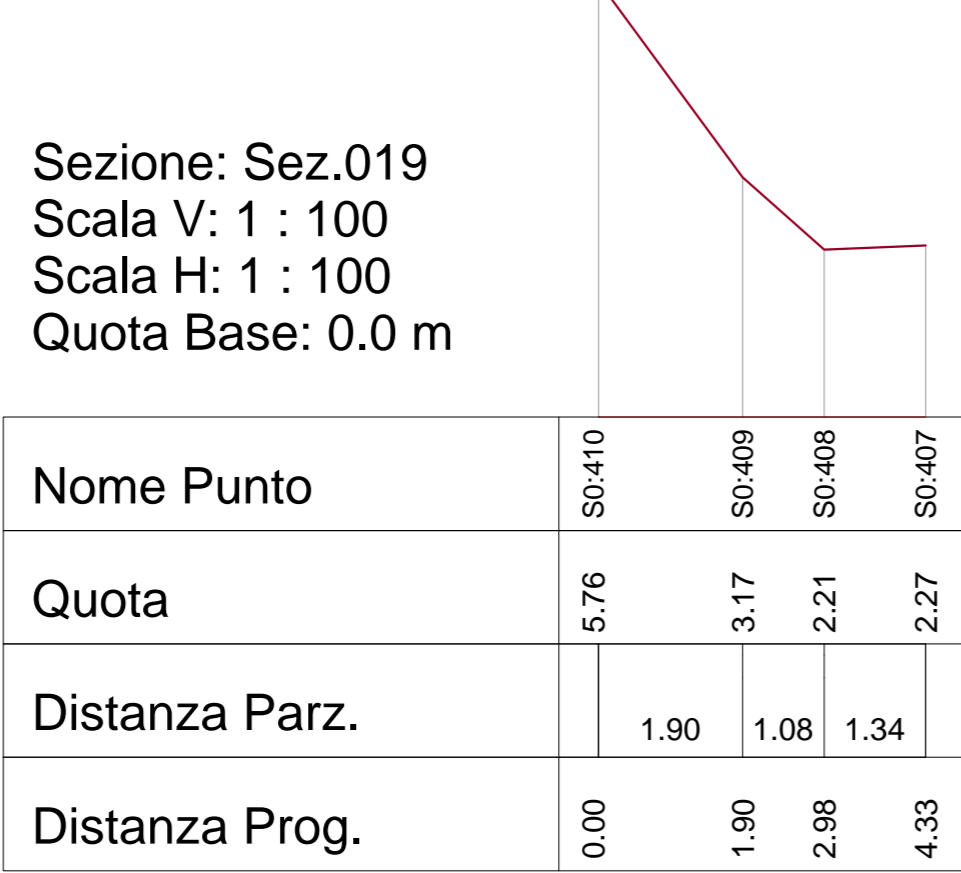 Sezione: Sez.019
Scala V: 1 : 100
Scala H: 1 : 100
Quota Base: 0.0 m
Nome Punto S0:410 S0:409 S0:408 S0:407
Quota 5.76 3.17 2.21 2.27
Distanza Parz. 1.90 1.08 1.34
Distanza Prog. 0.00 1.90 2.98 4.33